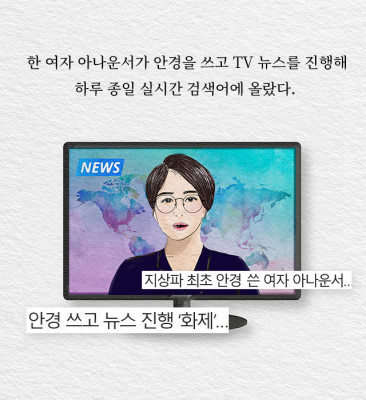 한 여자 아나운서가 안경을 쓰고 TV 뉴스를 진행해
하루 종일 실시간 검색어에 올랐다.
NEWS
지상파 최초 안경 쓴 여자 아나운서..
안경 쓰고 뉴스 진행 '화제'...